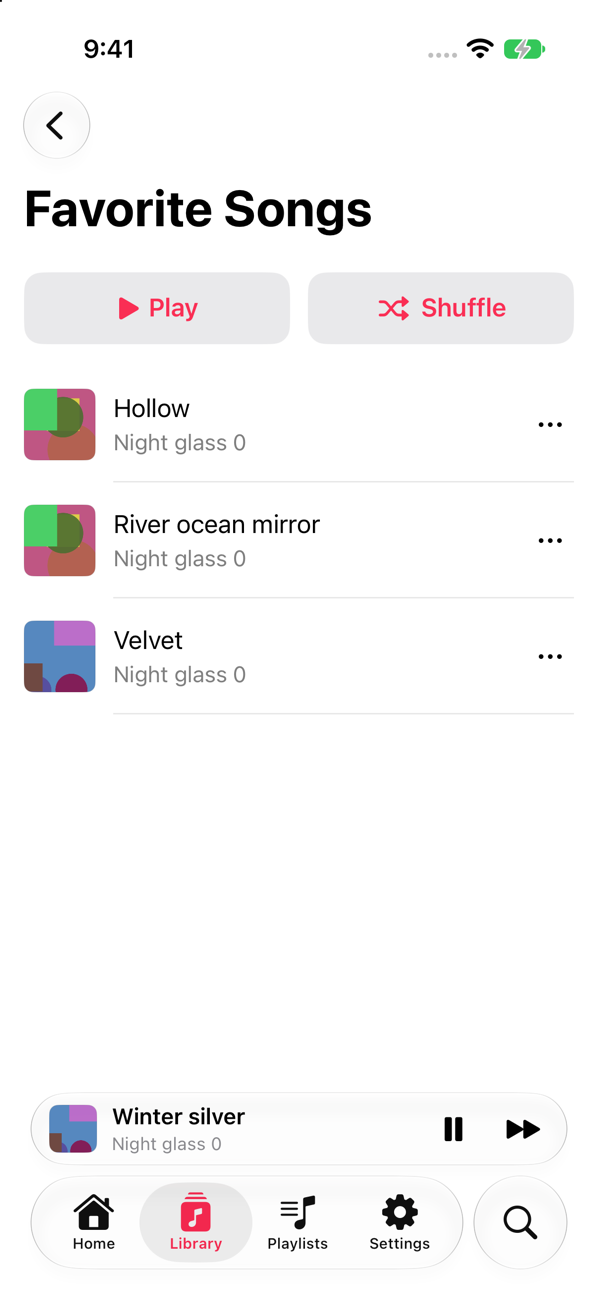 9:41
Favorite Songs
Play
Shuffle
Hollow
Night glass 0
River ocean mirror
Night glass 0
Velvet
Night glass 0
Winter silver
Night glass 0
Home
Library
Playlists
Settings